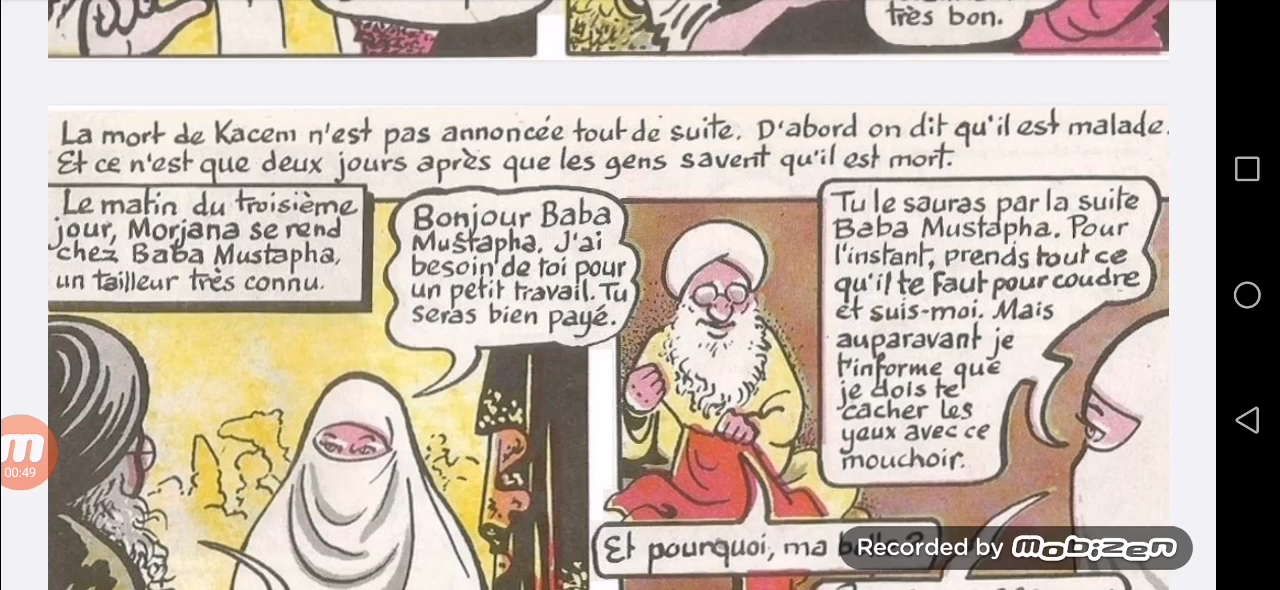 très bon.
La mort de Kacem n'est pas annoncée tout de suite. D'abord on dit qu'il est malade.
Et ce n'est que deux jours après que les gens savent qu'il est mort.
Le matin du troisième
jour, Morjana se rend
chez Baba Mustapha,
un tailleur très connu.
Bonjour Baba
Mustapha. J'ai
besoin de toi pour
un petit travail. Tu
seras bien payé.
Tu le sauras par la suite
Baba Mustapha. Pour
l'instant, prends tout ce
qu'il te faut pour coudre
et suis-moi. Mais
auparavant je
t'informe que
je dois te
cacher les
yeux avec ce
mouchoir.
Et pourquoi, ma belle?
Recorded by mobizen
00:49